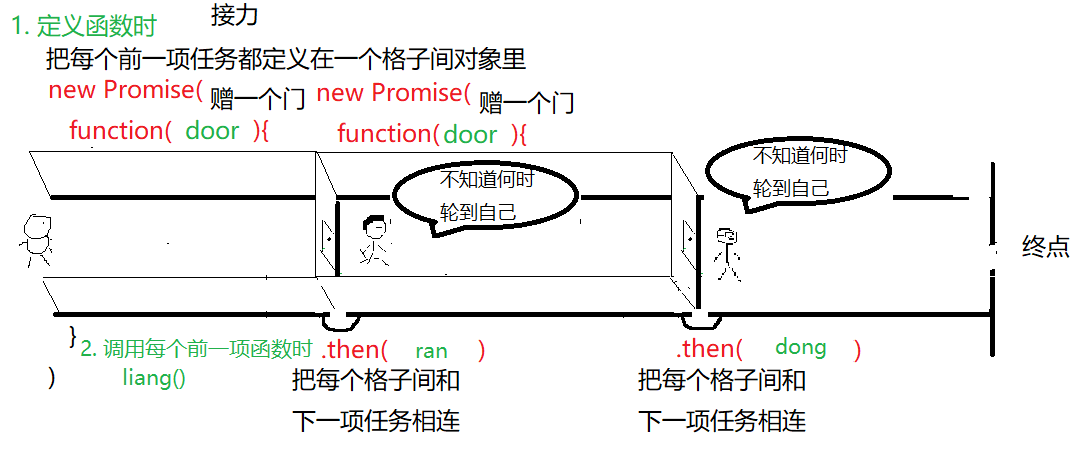 接力
1. 定义函数时
把每个前一项任务都定义在一个格子间对象里
new Promise( 赠一个门 new Promise( 赠一个门
function( door ){ function( door ){
不知道何时
轮到自己
不知道何时
轮到自己
终点
}
2. 调用每个前一项函数时 .then( ran ) .then( dong )
) liang() 把每个格子间和 把每个格子间和
下一项任务相连 下一项任务相连